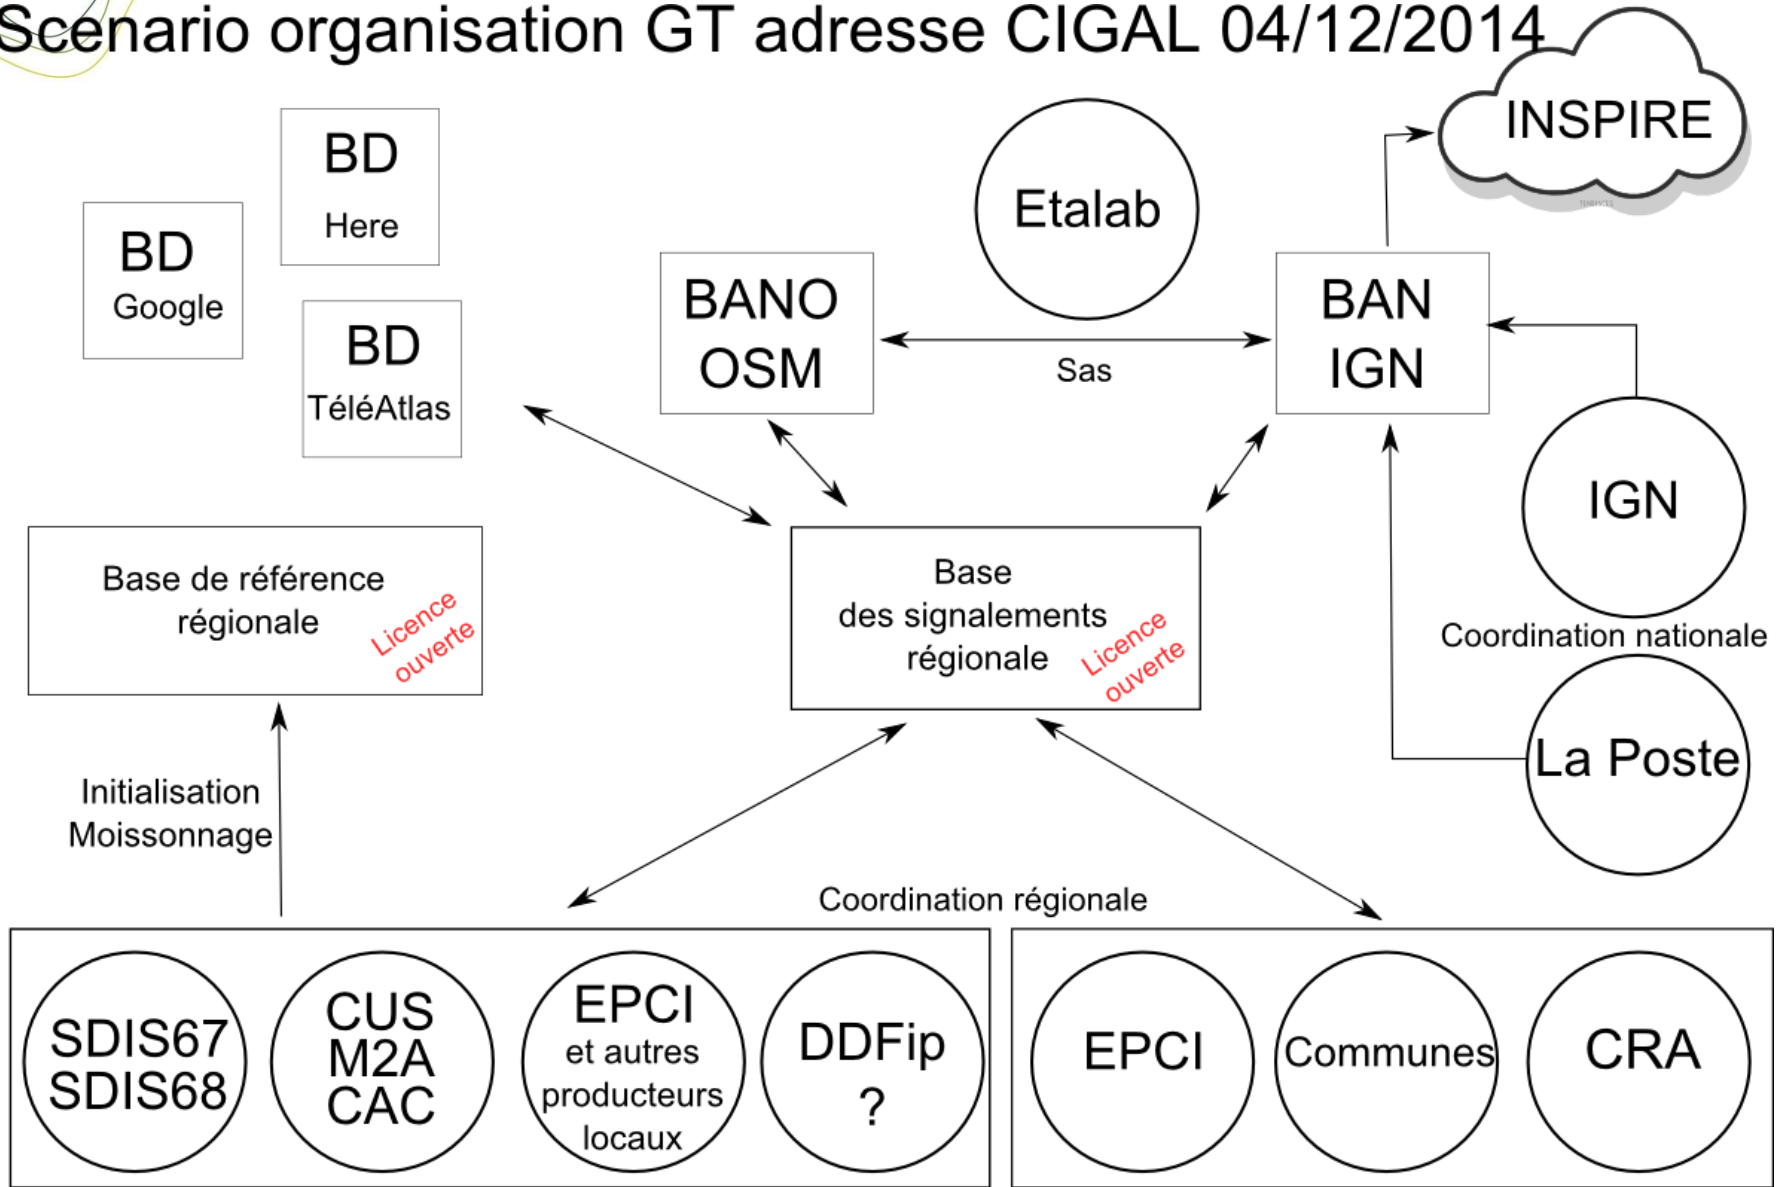 Scenario organisation GT adresse CIGAL 04/12/2014
INSPIRE
TENDANCES
BD
Here
BD
Google
BD
TéléAtlas
Etalab
BANO
OSM
Sas
BAN
IGN
IGN
Coordination nationale
La Poste
Base de référence
régionale
Licence
ouverte
Base
des signalements
régionale
Licence
ouverte
Initialisation
Moissonnage
Coordination régionale
SDIS67
SDIS68
CUS
M2A
CAC
EPCI
et autres
producteurs
locaux
DDFip
?
EPCI
Communes
CRA